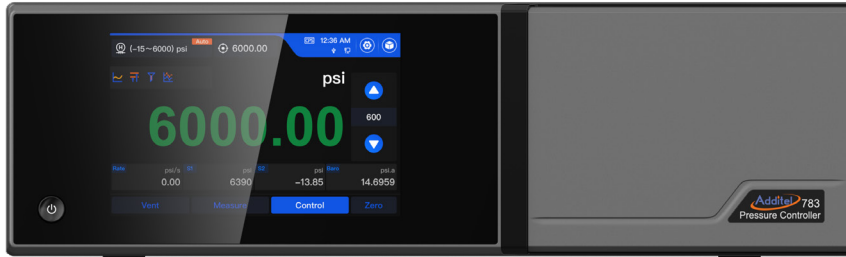 CPS 12:36 AM
H (−15~6000) psi Auto 6000.00
psi
6000.00
600
Rate psi/s S1 psi S2 psi Baro psi.a
0.00 6390 −13.85 14.6959
Vent Measure Control Zero
Additel 783
Pressure Controller